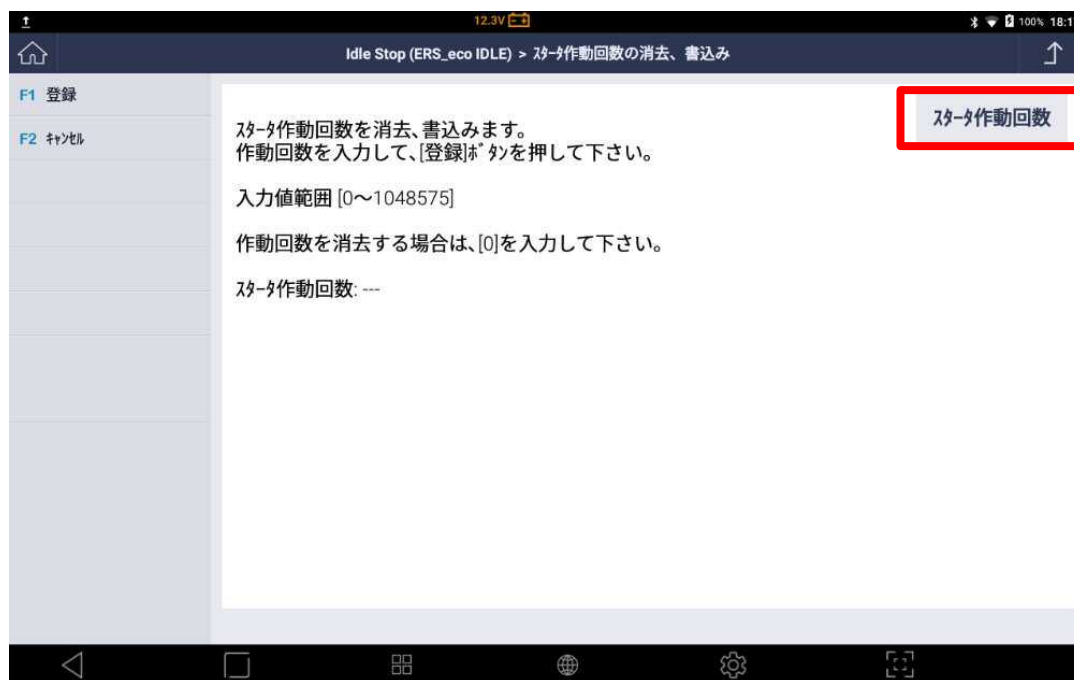 12.3V
100% 18:1
Idle Stop (ERS_eco IDLE) > ｽﾀｰﾀ作動回数の消去、書込み
F1 登録
F2 ｷｬﾝｾﾙ
ｽﾀｰﾀ作動回数
ｽﾀｰﾀ作動回数を消去、書込みます。
作動回数を入力して、[登録]ﾎﾞﾀﾝを押して下さい。
入力値範囲 [0～1048575]
作動回数を消去する場合は、[0]を入力して下さい。
ｽﾀｰﾀ作動回数: ---